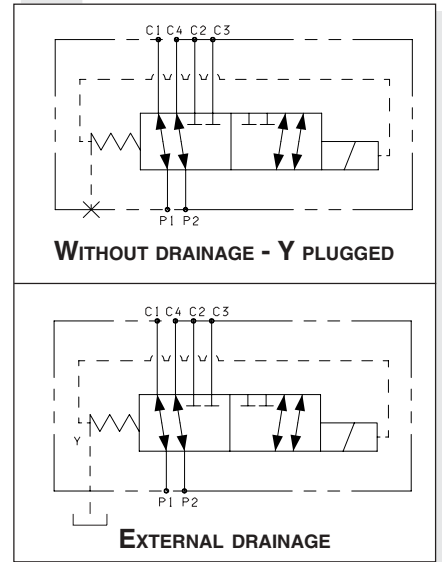 C1 C4 C2 C3
P1 P2
WITHOUT DRAINAGE - Y PLUGGED
C1 C4 C2 C3
Y
P1 P2
EXTERNAL DRAINAGE